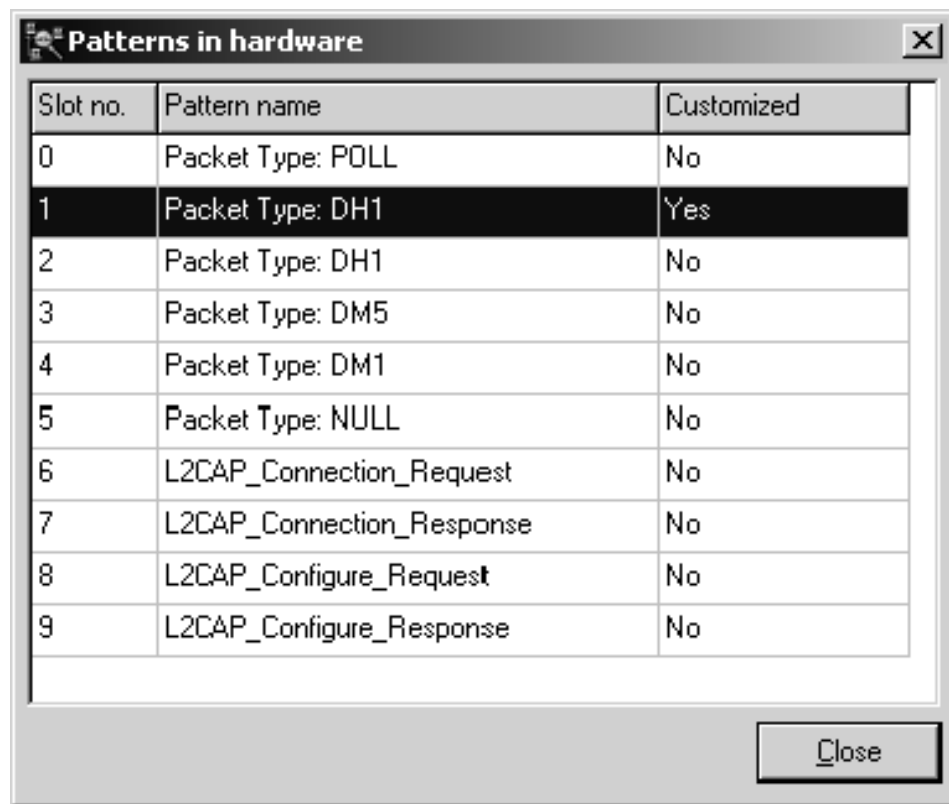 Patterns in hardware
Slot no. Pattern name Customized
0 Packet Type: POLL No
1 Packet Type: DH1 Yes
2 Packet Type: DH1 No
3 Packet Type: DM5 No
4 Packet Type: DM1 No
5 Packet Type: NULL No
6 L2CAP_Connection_Request No
7 L2CAP_Connection_Response No
8 L2CAP_Configure_Request No
9 L2CAP_Configure_Response No
Close